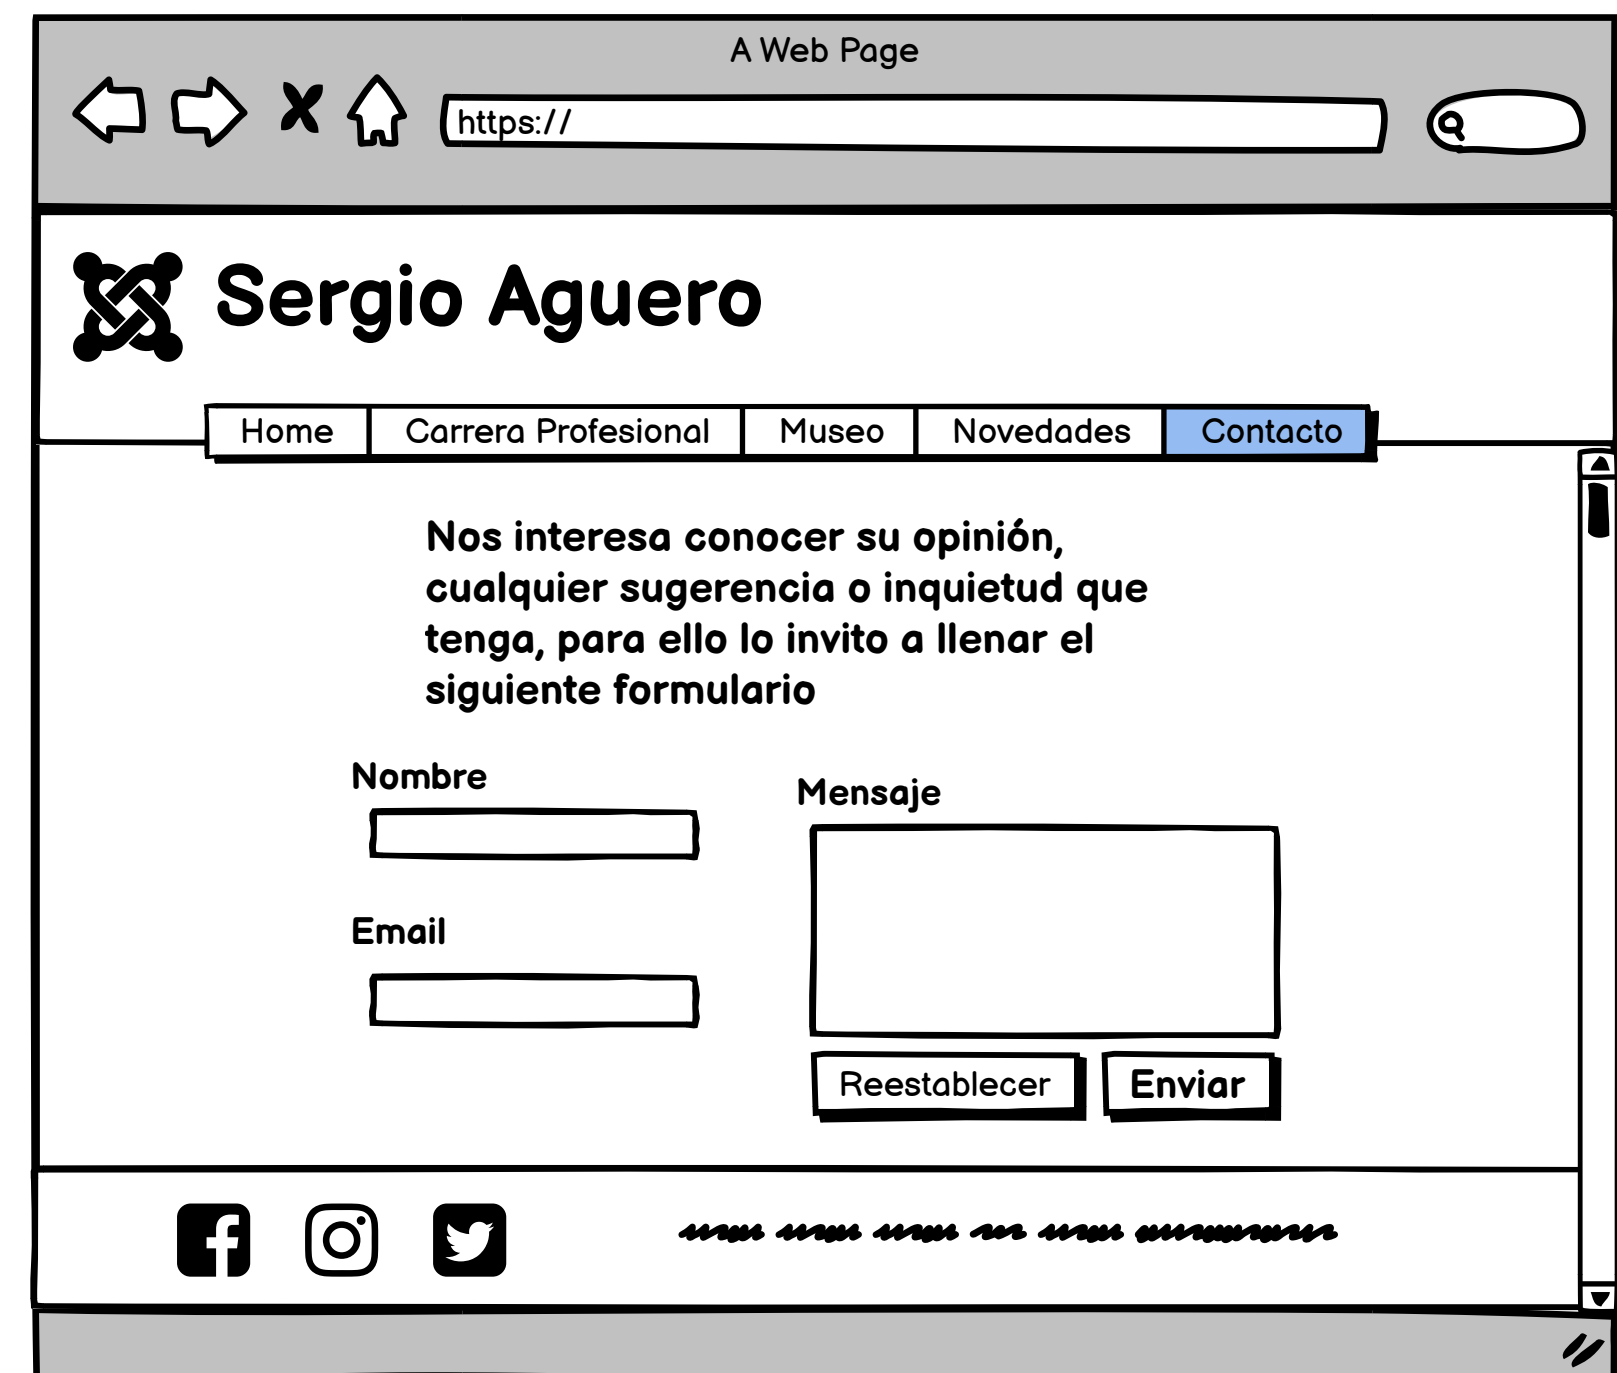 A Web Page
https://
Sergio Aguero
Home Carrera Profesional Museo Novedades Contacto
Nos interesa conocer su opinión,
cualquier sugerencia o inquietud que
tenga, para ello lo invito a llenar el
siguiente formulario
Nombre
Mensaje
Email
Reestablecer Enviar